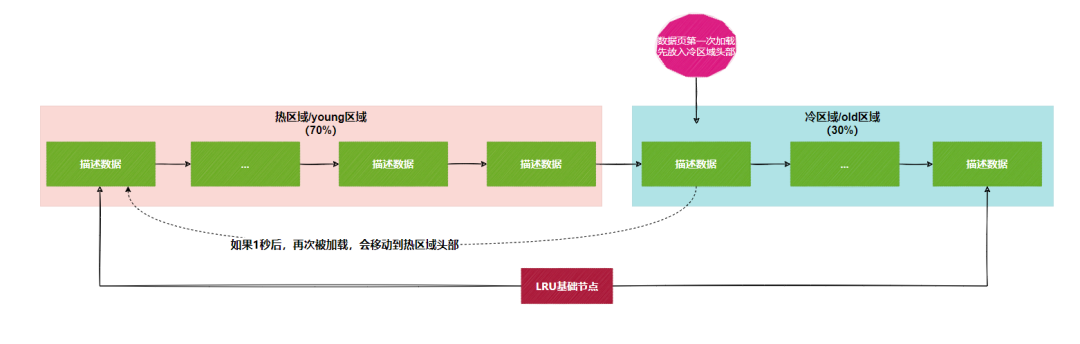 数据页第一次加载
先放入冷区域头部
热区域/young区域
（70%）
冷区域/old区域
（30%）
描述数据
...
描述数据
描述数据
描述数据
...
描述数据
如果1秒后，再次被加载，会移动到热区域头部
LRU基础节点